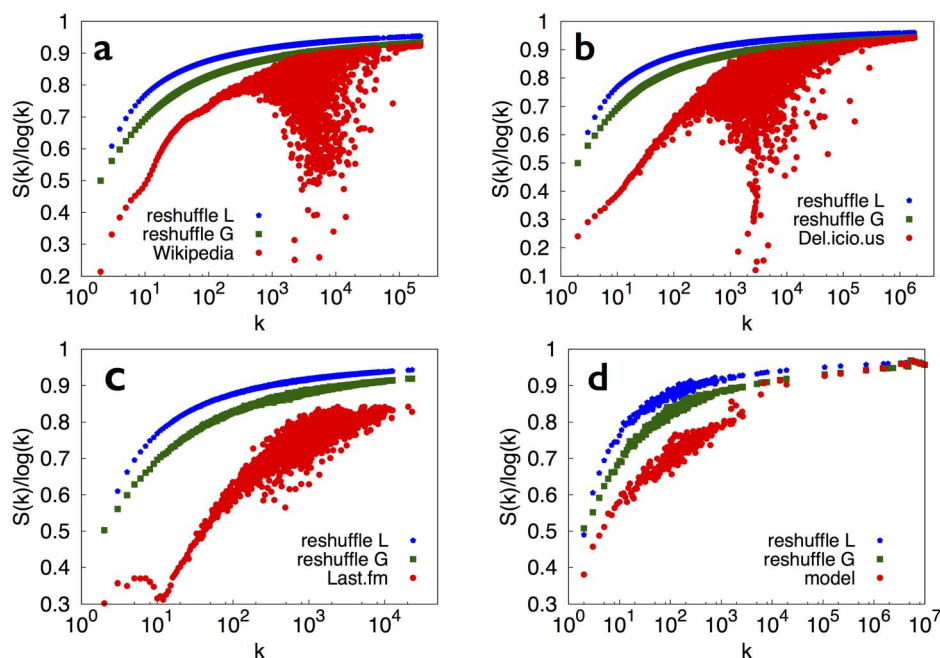 a
S(k)/log(k)
1
0.9
0.8
0.7
0.6
0.5
0.4
0.3
0.2
reshuffle L
reshuffle G
Wikipedia
10^0 10^1 10^2 10^3 10^4 10^5
k
b
S(k)/log(k)
1
0.9
0.8
0.7
0.6
0.5
0.4
0.3
0.2
0.1
reshuffle L
reshuffle G
Del.icio.us
10^0 10^1 10^2 10^3 10^4 10^5 10^6
k
c
S(k)/log(k)
1
0.9
0.8
0.7
0.6
0.5
0.4
0.3
reshuffle L
reshuffle G
Last.fm
10^0 10^1 10^2 10^3 10^4
k
d
S(k)/log(k)
1
0.9
0.8
0.7
0.6
0.5
0.4
0.3
reshuffle L
reshuffle G
model
10^0 10^1 10^2 10^3 10^4 10^5 10^6 10^7
k